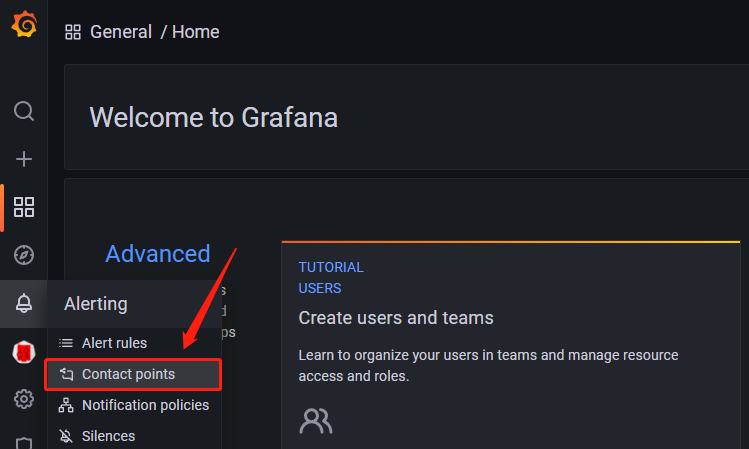 General / Home
Welcome to Grafana
Advanced
TUTORIAL
USERS
Create users and teams
Learn to organize your users in teams and manage resource
access and roles.
Alerting
Alert rules
Contact points
Notification policies
Silences